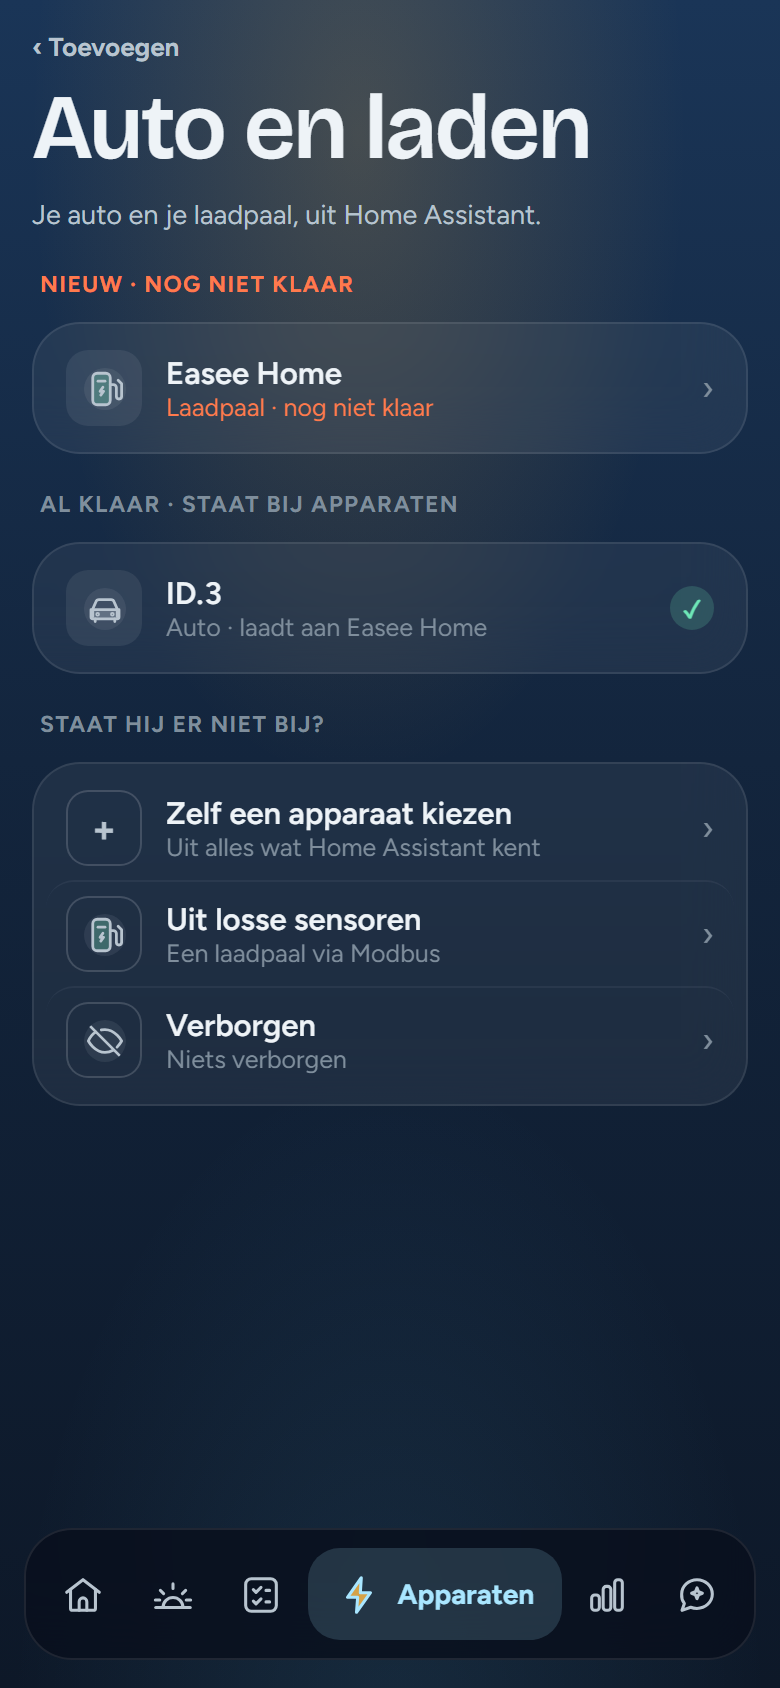 ‹ Toevoegen
Auto en laden
Je auto en je laadpaal, uit Home Assistant.
NIEUW · NOG NIET KLAAR
Easee Home
Laadpaal · nog niet klaar
AL KLAAR · STAAT BIJ APPARATEN
ID.3
Auto · laadt aan Easee Home
STAAT HIJ ER NIET BIJ?
Zelf een apparaat kiezen
Uit alles wat Home Assistant kent
Uit losse sensoren
Een laadpaal via Modbus
Verborgen
Niets verborgen
Apparaten